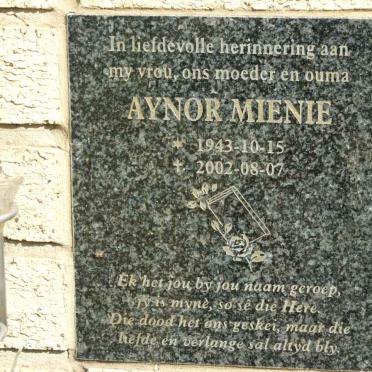 In liefdevolle herinnering aan
my vrou, ons moeder en ouma
AYNOR MIENIE
* 1943-10-15
✝ 2002-08-07
Ek het jou by jou naam geroep,
jy is myne, so sê die Here.
Die dood het ons geskei, maar die
liefde en verlange sal altyd bly.